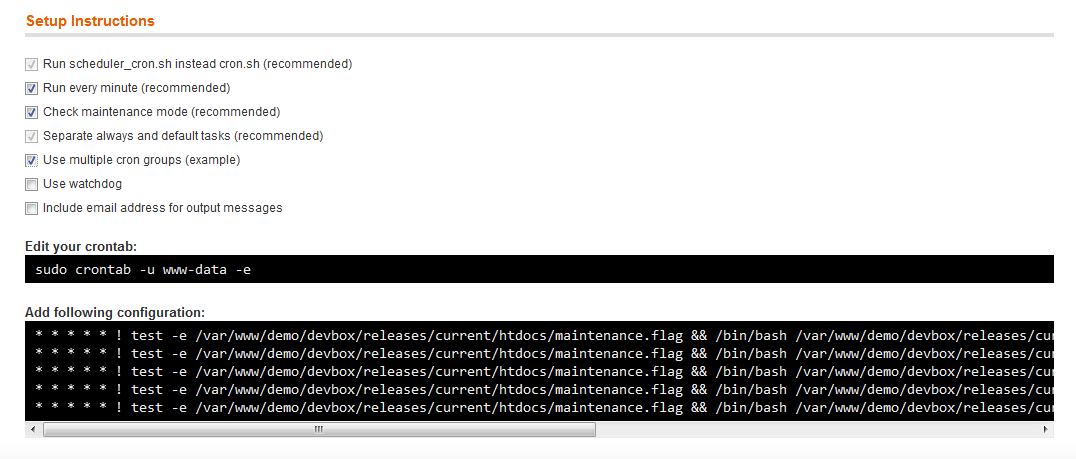 Setup Instructions
Run scheduler_cron.sh instead cron.sh (recommended)
Run every minute (recommended)
Check maintenance mode (recommended)
Separate always and default tasks (recommended)
Use multiple cron groups (example)
Use watchdog
Include email address for output messages
Edit your crontab:
sudo crontab -u www-data -e
Add following configuration:
* * * * * ! test -e /var/www/demo/devbox/releases/current/htdocs/maintenance.flag && /bin/bash /var/www/demo/devbox/releases/cu
* * * * * ! test -e /var/www/demo/devbox/releases/current/htdocs/maintenance.flag && /bin/bash /var/www/demo/devbox/releases/cu
* * * * * ! test -e /var/www/demo/devbox/releases/current/htdocs/maintenance.flag && /bin/bash /var/www/demo/devbox/releases/cu
* * * * * ! test -e /var/www/demo/devbox/releases/current/htdocs/maintenance.flag && /bin/bash /var/www/demo/devbox/releases/cu
* * * * * ! test -e /var/www/demo/devbox/releases/current/htdocs/maintenance.flag && /bin/bash /var/www/demo/devbox/releases/cu